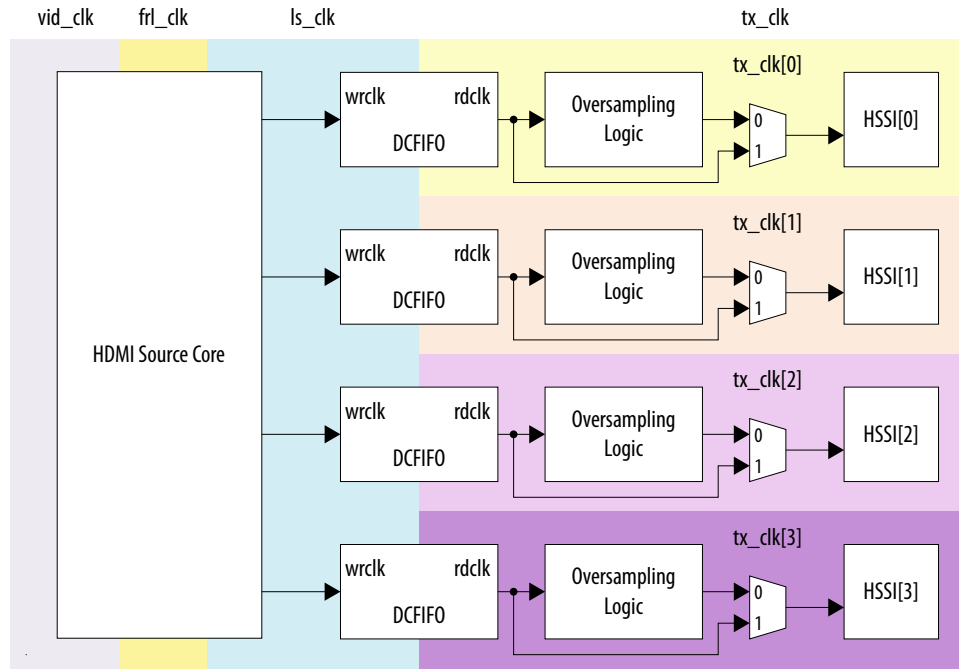 vid_clk frl_clk ls_clk tx_clk
tx_clk[0]
wrclk rdclk
DCFIFO
Oversampling
Logic
0
1
HSSI[0]
tx_clk[1]
wrclk rdclk
DCFIFO
Oversampling
Logic
0
1
HSSI[1]
HDMI Source Core
tx_clk[2]
wrclk rdclk
DCFIFO
Oversampling
Logic
0
1
HSSI[2]
tx_clk[3]
wrclk rdclk
DCFIFO
Oversampling
Logic
0
1
HSSI[3]